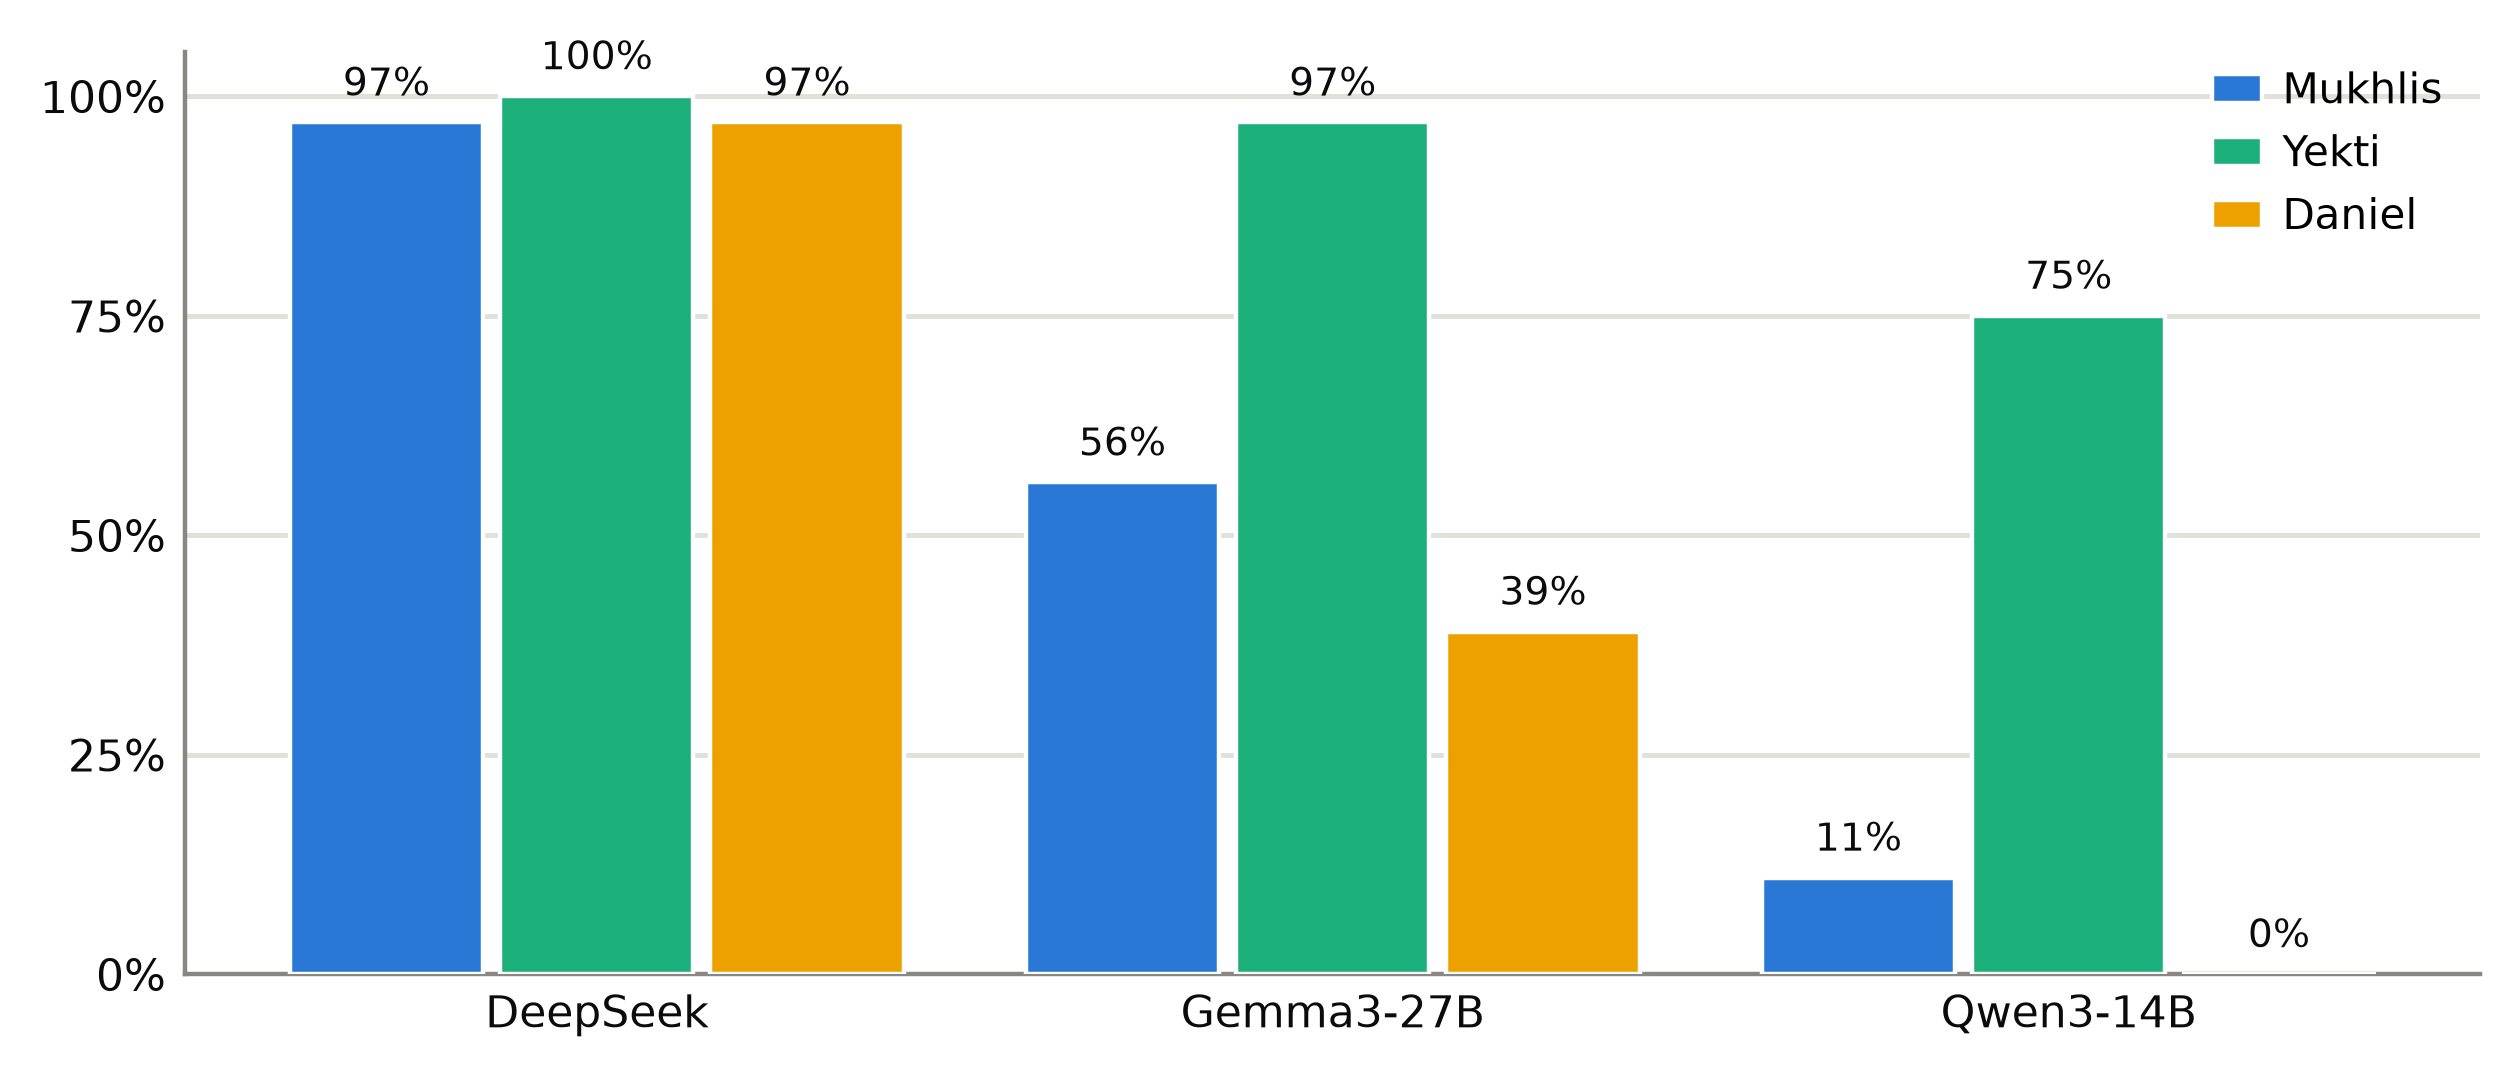 100%
97%
97%
97%
100%
Mukhlis
Yekti
Daniel
75%
75%
56%
50%
39%
25%
11%
0%
0%
DeepSeek
Gemma3-27B
Qwen3-14B